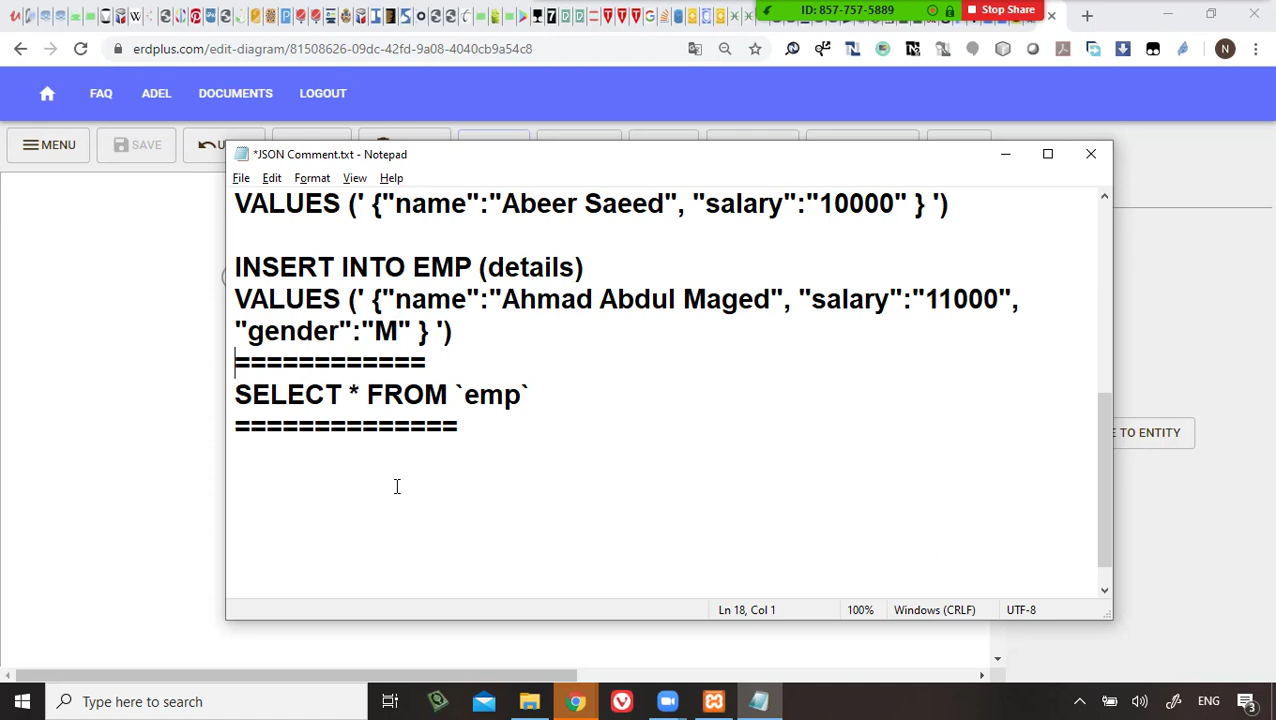 ID: 857-757-5889
Stop Share
erdplus.com/edit-diagram/81508626-09dc-42fd-9a08-4040cb9a54c8
N
FAQ
ADEL
DOCUMENTS
LOGOUT
MENU
SAVE
*JSON Comment.txt - Notepad
File
Edit
Format
View
Help
VALUES (' {"name":"Abeer Saeed", "salary":"10000" } ')
INSERT INTO EMP (details)
VALUES (' {"name":"Ahmad Abdul Maged", "salary":"11000",
"gender":"M" } ')
============
SELECT * FROM `emp`
==============
E TO ENTITY
Ln 18, Col 1
100%
Windows (CRLF)
UTF-8
Type here to search
ENG
3